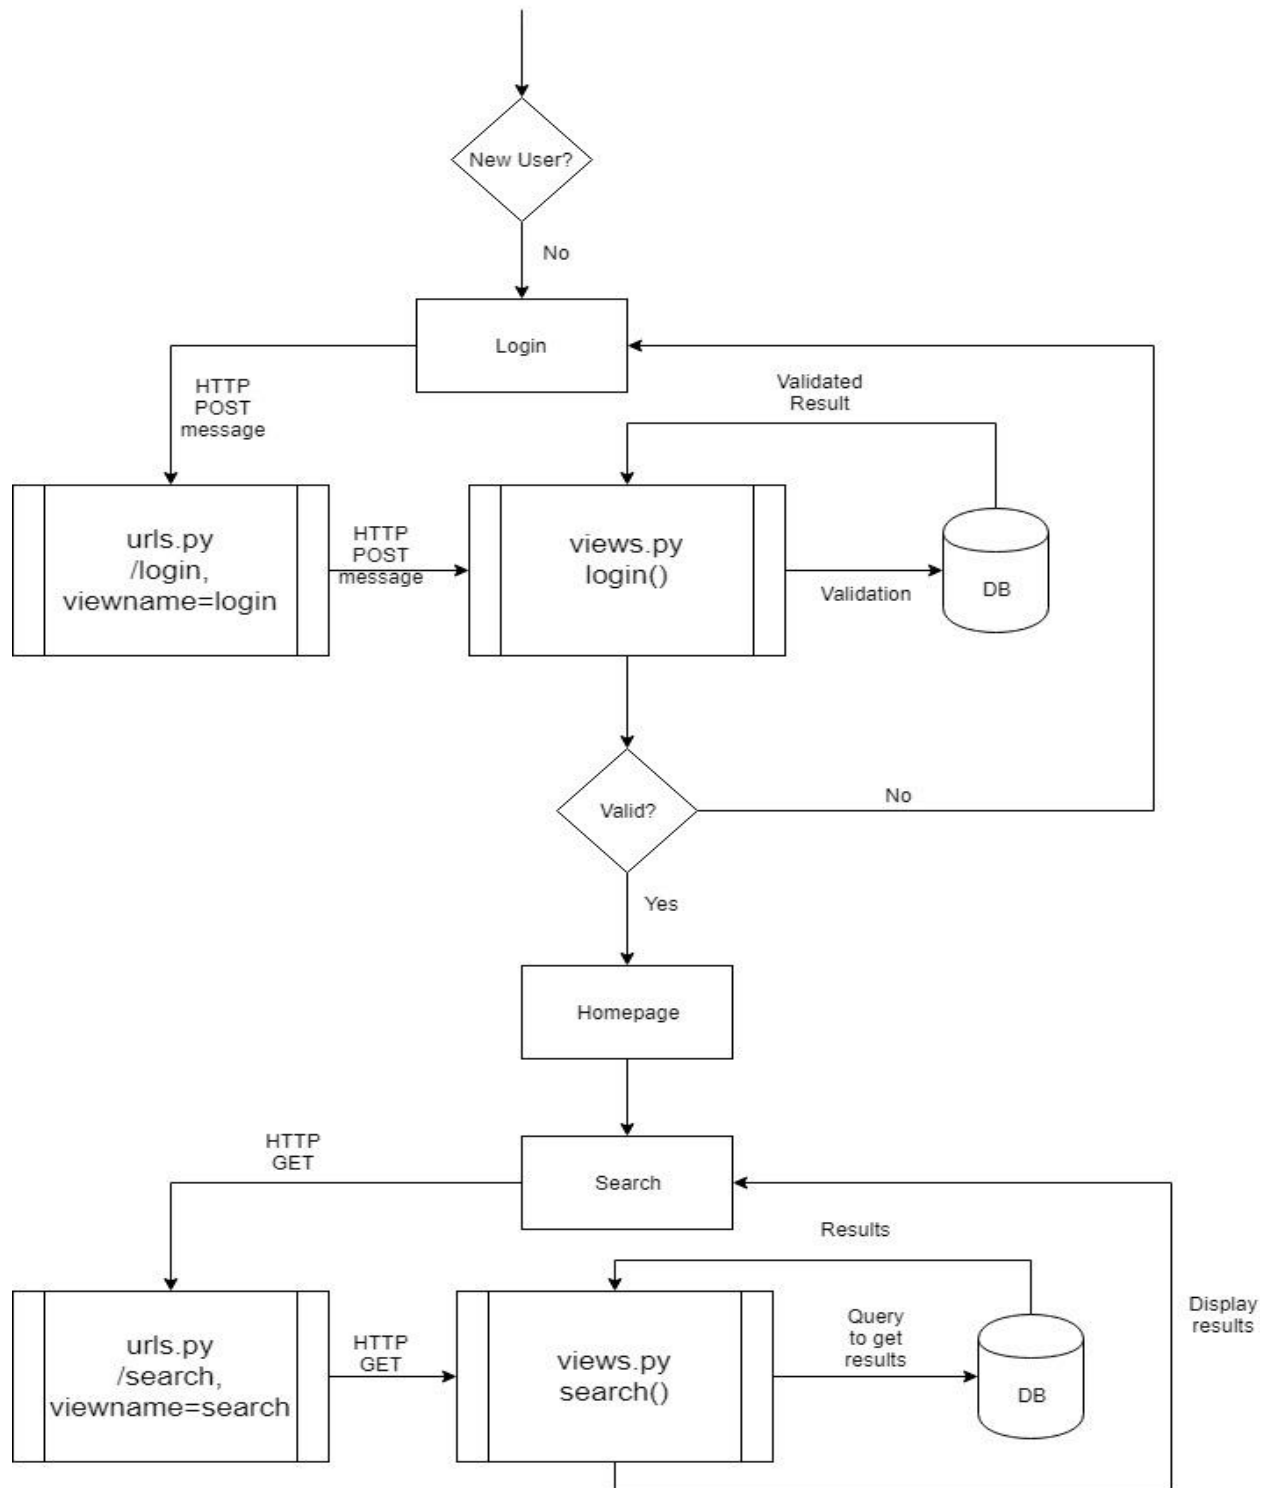 New User?
No
Login
HTTP
POST
message
Validated
Result
urls.py
/login,
viewname=login
HTTP
POST
message
views.py
login()
Validation
DB
Valid?
No
Yes
Homepage
HTTP
GET
Search
Results
urls.py
/search,
viewname=search
HTTP
GET
views.py
search()
Query
to get
results
DB
Display
results